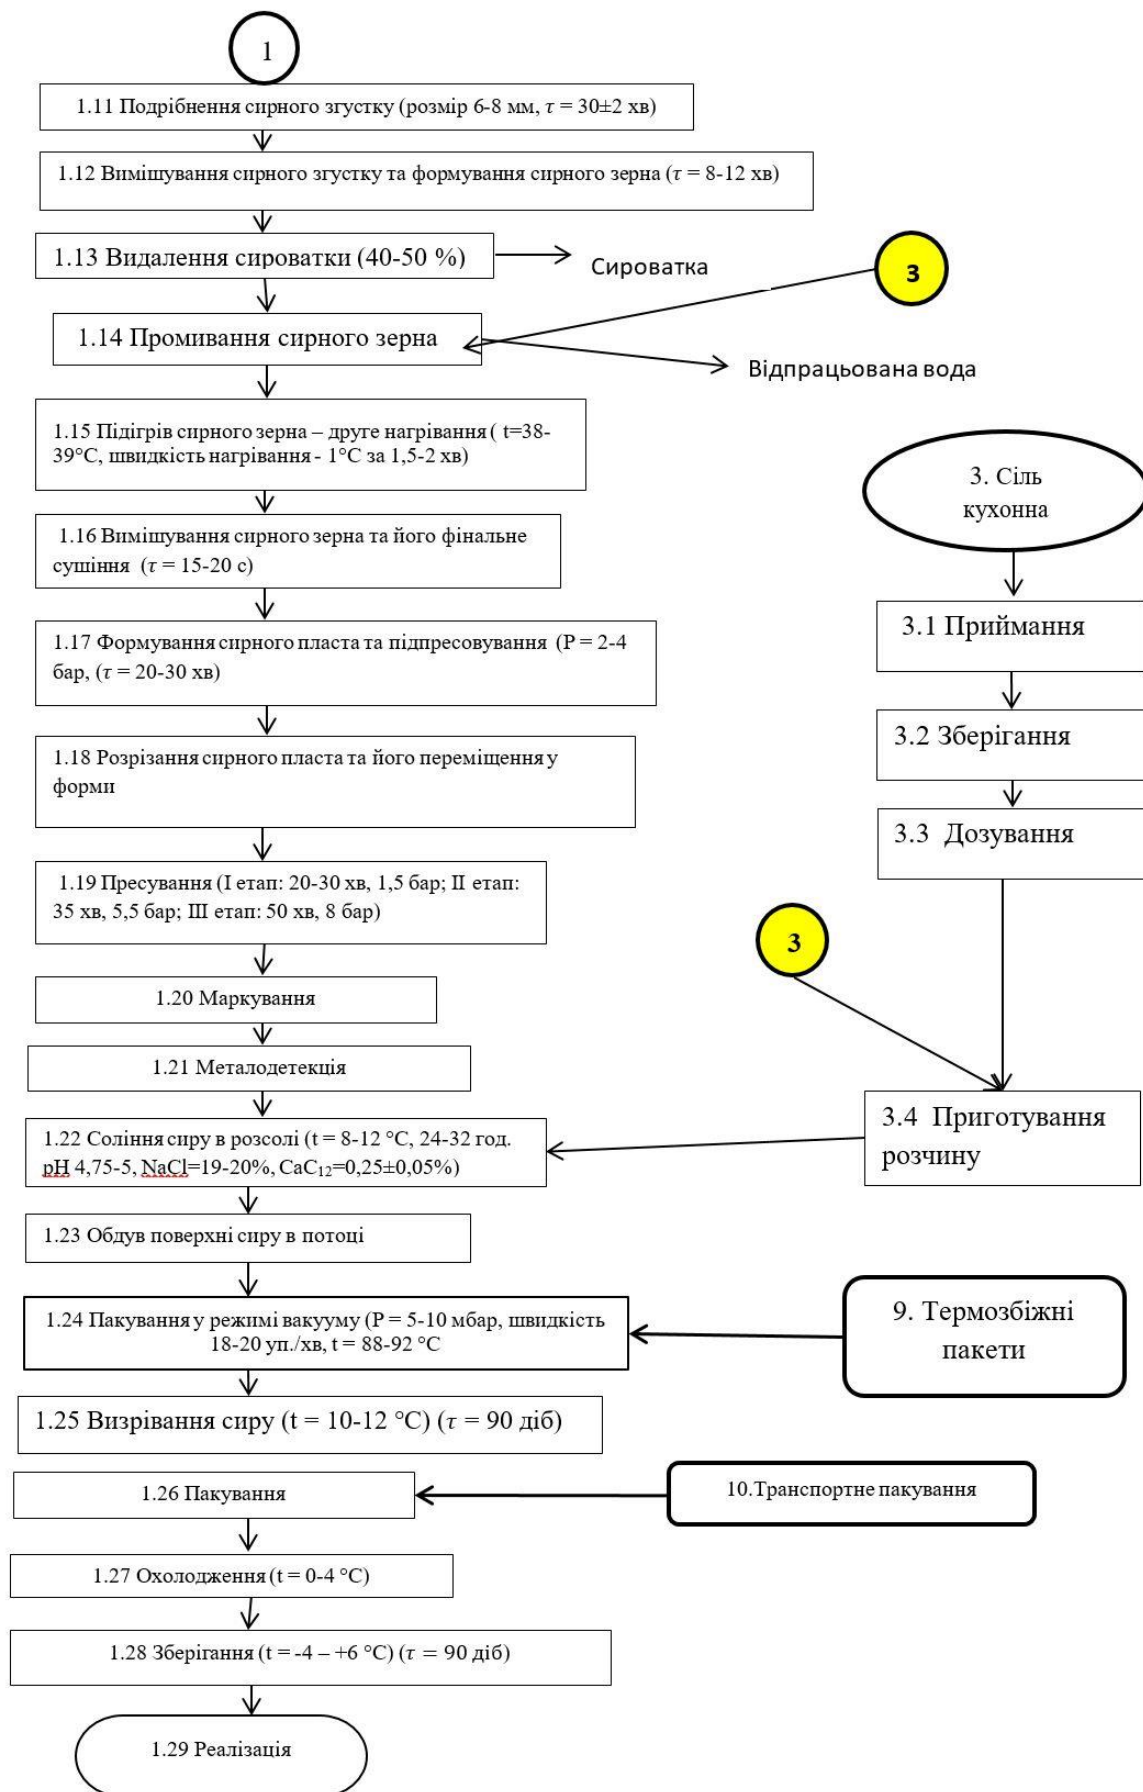 1
1.11 Подрібнення сирного згустку (розмір 6-8 мм, τ = 30±2 хв)
1.12 Вимішування сирного згустку та формування сирного зерна (τ = 8-12 хв)
1.13 Видалення сироватки (40-50 %)
Сироватка
3
1.14 Промивання сирного зерна
Відпрацьована вода
1.15 Підігрів сирного зерна – друге нагрівання ( t=38-
39°С, швидкість нагрівання - 1°С за 1,5-2 хв)
3. Сіль
кухонна
1.16 Вимішування сирного зерна та його фінальне
сушіння (τ = 15-20 с)
1.17 Формування сирного пласта та підпресовування (Р = 2-4
бар, (τ = 20-30 хв)
3.1 Приймання
1.18 Розрізання сирного пласта та його переміщення у
форми
3.2 Зберігання
3.3 Дозування
1.19 Пресування (І етап: 20-30 хв, 1,5 бар; ІІ етап:
35 хв, 5,5 бар; ІІІ етап: 50 хв, 8 бар)
3
1.20 Маркування
1.21 Металодетекція
1.22 Соління сиру в розсолі (t = 8-12 °С, 24-32 год.
рН 4,75-5, NaCl=19-20%, CaC₁₂=0,25±0,05%)
3.4 Приготування
розчину
1.23 Обдув поверхні сиру в потоці
1.24 Пакування у режимі вакууму (Р = 5-10 мбар, швидкість
18-20 уп./хв, t = 88-92 °С
9. Термозбіжні
пакети
1.25 Визрівання сиру (t = 10-12 °С) (τ = 90 діб)
1.26 Пакування
10.Транспортне пакування
1.27 Охолодження (t = 0-4 °С)
1.28 Зберігання (t = -4 – +6 °С) (τ = 90 діб)
1.29 Реалізація